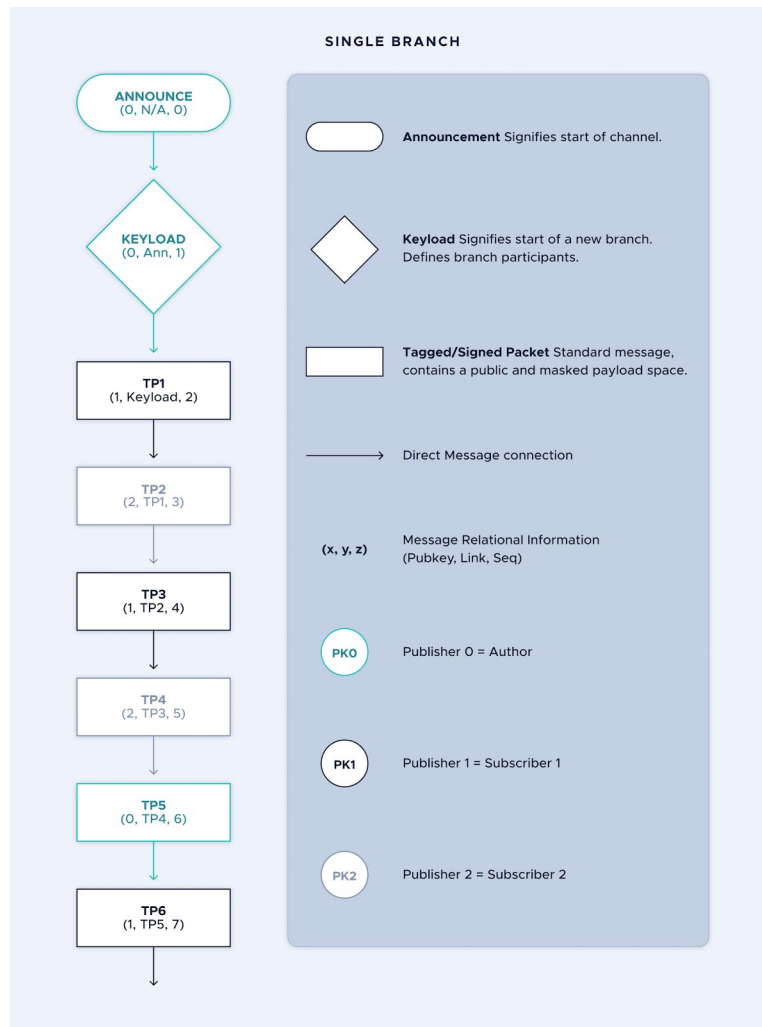 SINGLE BRANCH
ANNOUNCE
(0, N/A, 0)
KEYLOAD
(0, Ann, 1)
TP1
(1, Keyload, 2)
TP2
(2, TP1, 3)
TP3
(1, TP2, 4)
TP4
(2, TP3, 5)
TP5
(0, TP4, 6)
TP6
(1, TP5, 7)
Announcement Signifies start of channel.
Keyload Signifies start of a new branch.
Defines branch participants.
Tagged/Signed Packet Standard message,
contains a public and masked payload space.
Direct Message connection
(x, y, z)
Message Relational Information
(Pubkey, Link, Seq)
PK0
Publisher 0 = Author
PK1
Publisher 1 = Subscriber 1
PK2
Publisher 2 = Subscriber 2